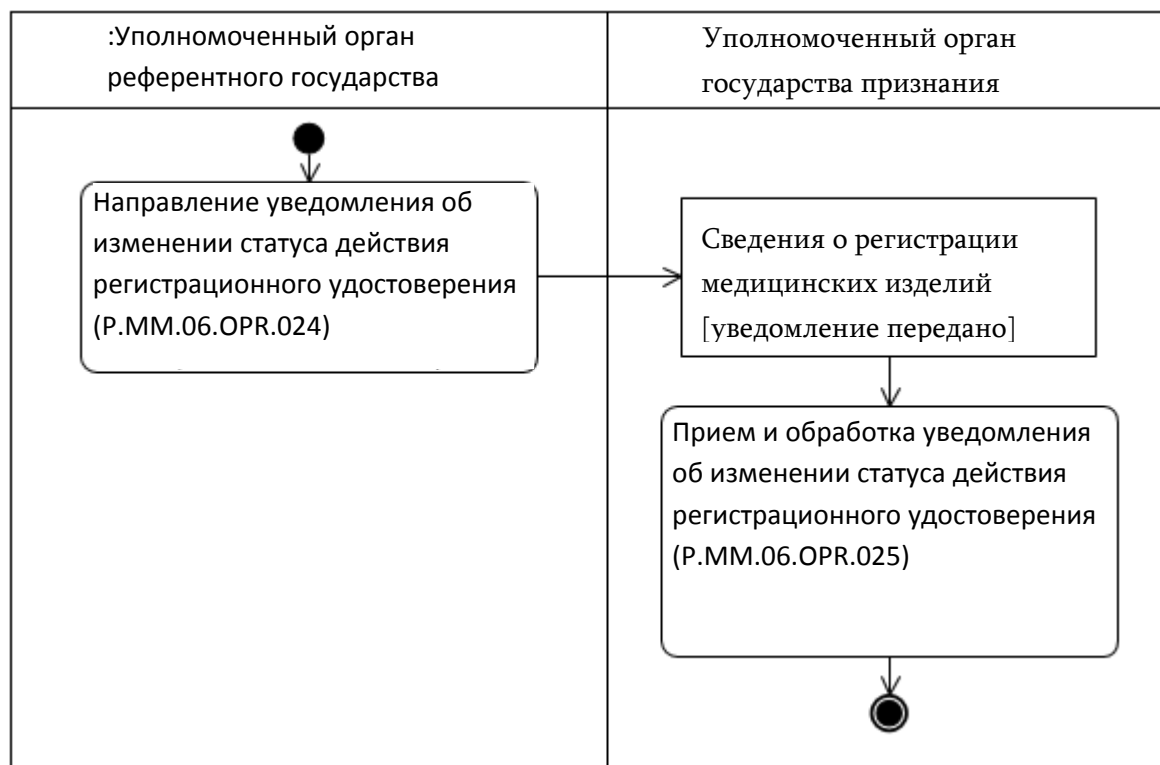 :Уполномоченный орган
референтного государства
Уполномоченный орган
государства признания
Направление уведомления об
изменении статуса действия
регистрационного удостоверения
(P.MM.06.OPR.024)
Сведения о регистрации
медицинских изделий
[уведомление передано]
Прием и обработка уведомления
об изменении статуса действия
регистрационного удостоверения
(P.MM.06.OPR.025)